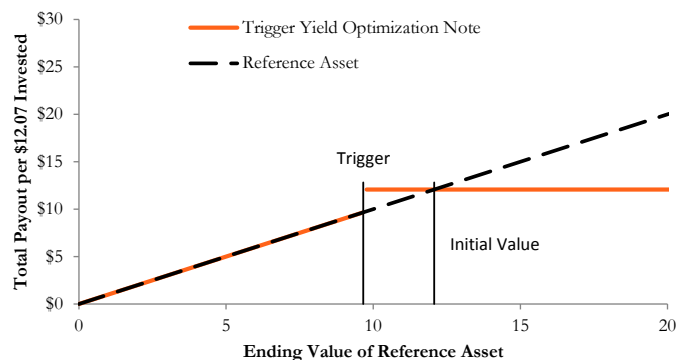 $30
$25
$20
$15
$10
$5
$0
Total Payout per $12.07 Invested
Trigger Yield Optimization Note
Reference Asset
Trigger
Initial Value
0 5 10 15 20
Ending Value of Reference Asset